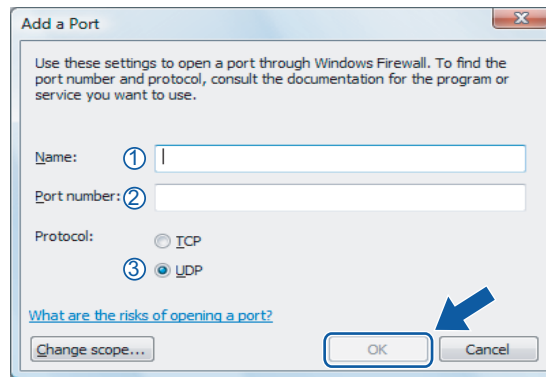 Add a Port
Use these settings to open a port through Windows Firewall. To find the
port number and protocol, consult the documentation for the program or
service you want to use.
Name: ①
Port number: ②
Protocol: TCP
③ UDP
What are the risks of opening a port?
Change scope... OK Cancel